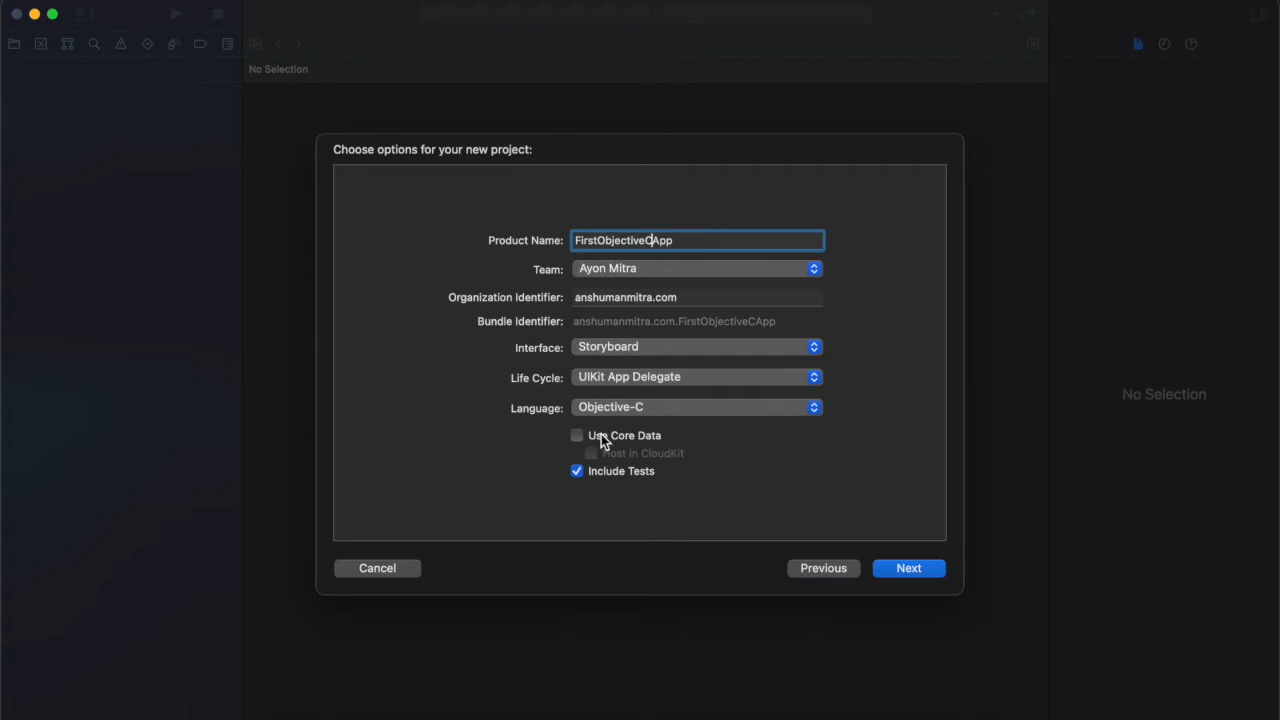 No Selection
Choose options for your new project:
Product Name: FirstObjectiveCApp
Team: Ayon Mitra
Organization Identifier: anshumanmitra.com
Bundle Identifier: anshumanmitra.com.FirstObjectiveCApp
Interface: Storyboard
Life Cycle: UIKit App Delegate
No Selection
Language: Objective-C
Use Core Data
Host in CloudKit
Include Tests
Cancel Previous Next